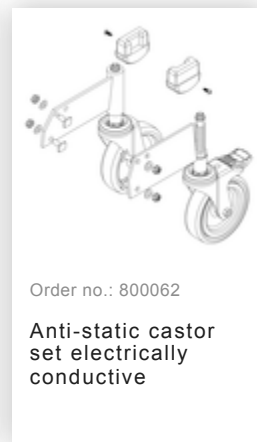 Order no.: 800062
Anti-static castor
set electrically
conductive